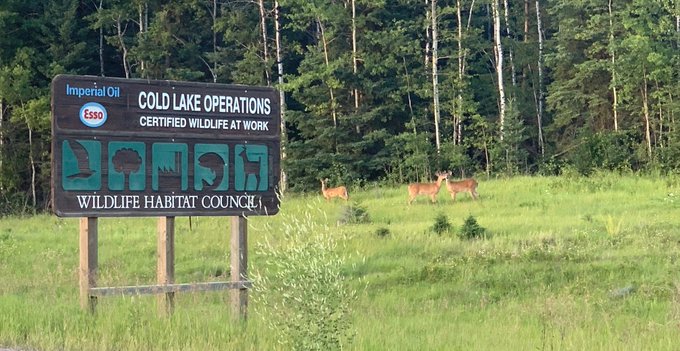 Imperial Oil
Esso
COLD LAKE OPERATIONS
CERTIFIED WILDLIFE AT WORK
WILDLIFE HABITAT COUNCIL